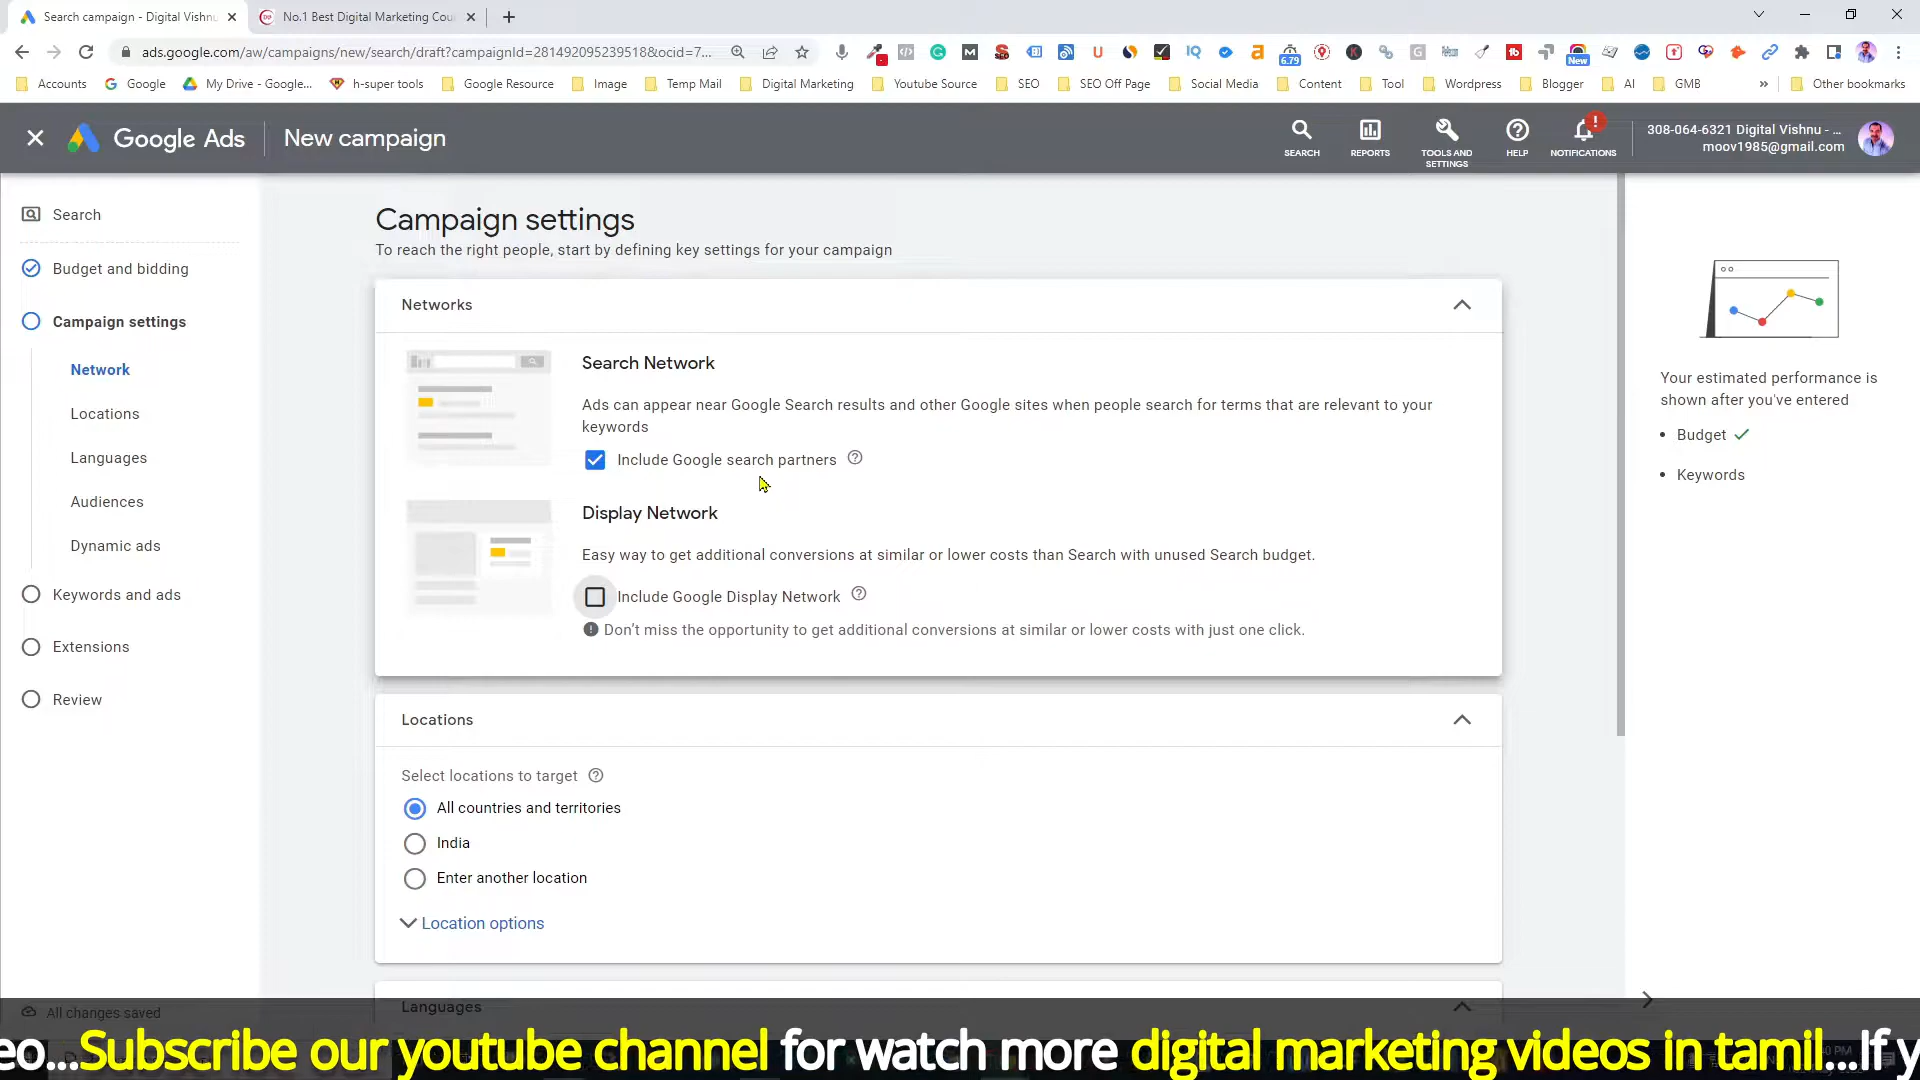 Search campaign - Digital Vishnu
No.1 Best Digital Marketing Cou
ads.google.com/aw/campaigns/new/search/draft?campaignId=281492095239518&ocid=7...
6.79
New
Accounts
Google
My Drive - Google...
h-super tools
Google Resource
Image
Temp Mail
Digital Marketing
Youtube Source
SEO
SEO Off Page
Social Media
Content
Tool
Wordpress
Blogger
AI
GMB
»
Other bookmarks
Google Ads
New campaign
SEARCH
REPORTS
TOOLS AND SETTINGS
HELP
NOTIFICATIONS
308-064-6321 Digital Vishnu - ...
moov1985@gmail.com
Search
Budget and bidding
Campaign settings
Network
Locations
Languages
Audiences
Dynamic ads
Keywords and ads
Extensions
Review
All changes saved
Campaign settings
To reach the right people, start by defining key settings for your campaign
Networks
Search Network
Ads can appear near Google Search results and other Google sites when people search for terms that are relevant to your
keywords
Include Google search partners
Display Network
Easy way to get additional conversions at similar or lower costs than Search with unused Search budget.
Include Google Display Network
Don't miss the opportunity to get additional conversions at similar or lower costs with just one click.
Locations
Select locations to target
All countries and territories
India
Enter another location
Location options
Languages
Your estimated performance is
shown after you've entered
• Budget
• Keywords
eo...Subscribe our youtube channel for watch more digital marketing videos in tamil...If y